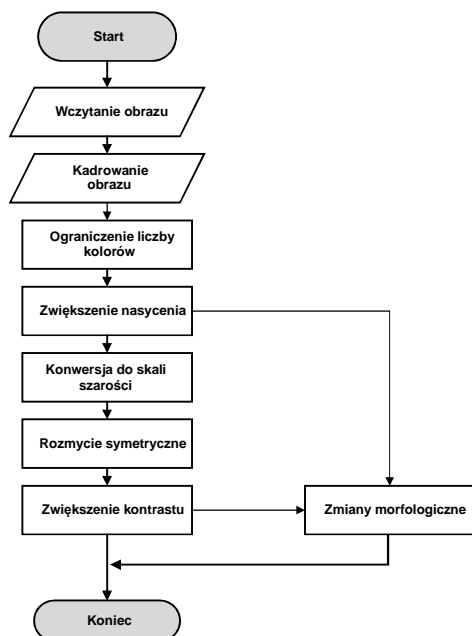 Start
Wczytanie obrazu
Kadrowanie
obrazu
Ograniczenie liczby
kolorów
Zwiększenie nasycenia
Konwersja do skali
szarości
Rozmycie symetryczne
Zwiększenie kontrastu
Zmiany morfologiczne
Koniec